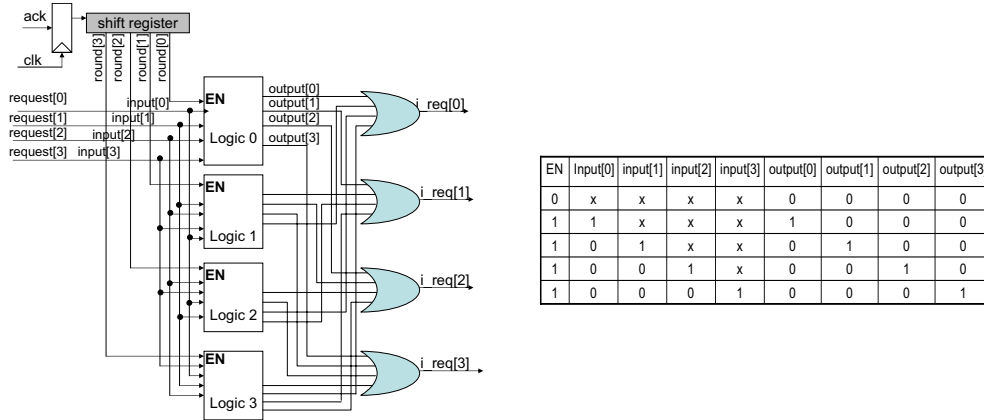 ack
shift register
clk
round[3]
round[2]
round[1]
round[0]
request[0]
request[1]
request[2]
request[3]
input[0]
input[1]
input[2]
input[3]
EN
Logic 0
output[0]
output[1]
output[2]
output[3]
i_req[0]
EN
Logic 1
i_req[1]
EN
Logic 2
i_req[2]
EN
Logic 3
i_req[3]
EN Input[0] input[1] input[2] input[3] output[0] output[1] output[2] output[3]
0 x x x x 0 0 0 0
1 1 x x x 1 0 0 0
1 0 1 x x 0 1 0 0
1 0 0 1 x 0 0 1 0
1 0 0 0 1 0 0 0 1